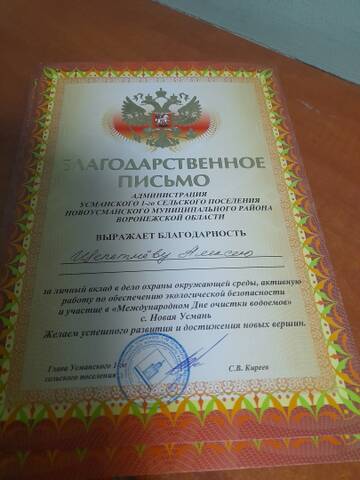 БЛАГОДАРСТВЕННОЕ
ПИСЬМО
АДМИНИСТРАЦИЯ
УСМАНСКОГО 1-го СЕЛЬСКОГО ПОСЕЛЕНИЯ
НОВОУСМАНСКОГО МУНИЦИПАЛЬНОГО РАЙОНА
ВОРОНЕЖСКОЙ ОБЛАСТИ
ВЫРАЖАЕТ БЛАГОДАРНОСТЬ
Алексею
за личный вклад в дело охраны окружающей среды, активную
работу по обеспечению экологической безопасности
и участие в «Международном Дне очистки водоемов»
с. Новая Усмань
Желаем успешного развития и достижения новых вершин.
Глава Усманского 1-го
сельского поселения
С.В. Киреев